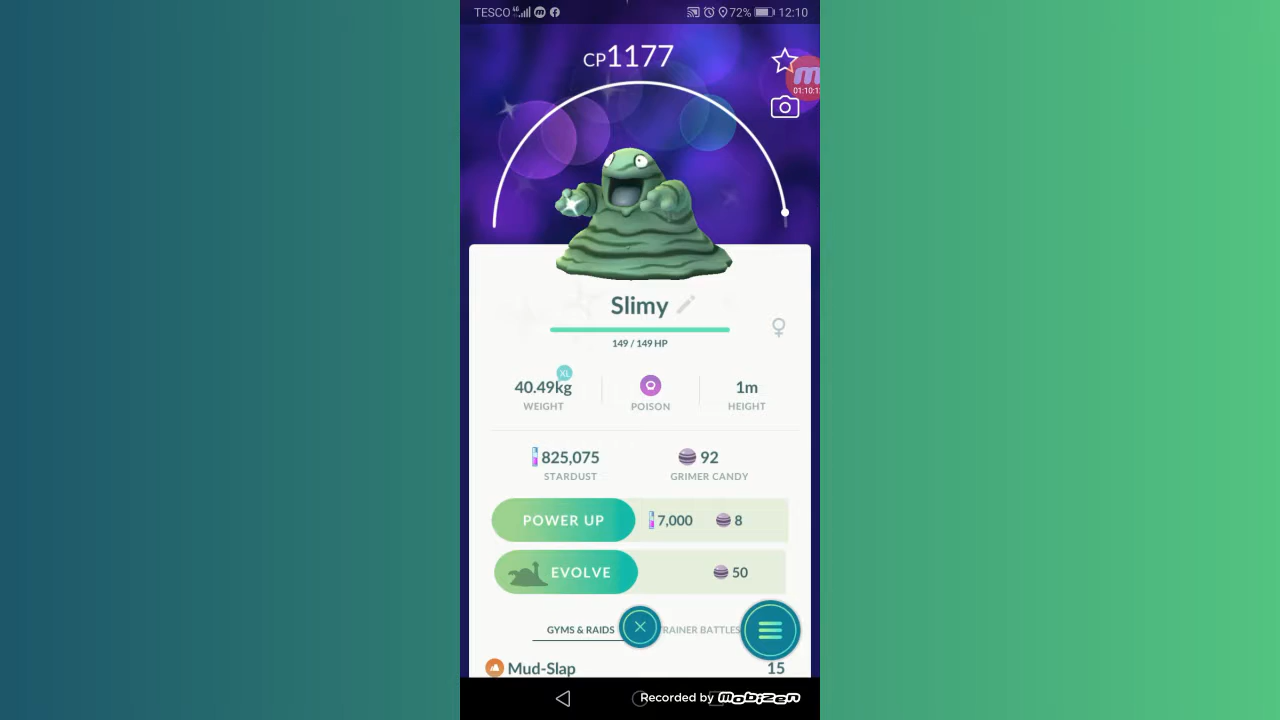 TESCO 72% 12:10
CP1177
01:10:1
Slimy
149 / 149 HP
XL
40.49kg 1m
WEIGHT POISON HEIGHT
825,075 92
STARDUST GRIMER CANDY
POWER UP 7,000 8
EVOLVE 50
GYMS & RAIDS RAINER BATTLES
Mud-Slap 15
Recorded by mobizen